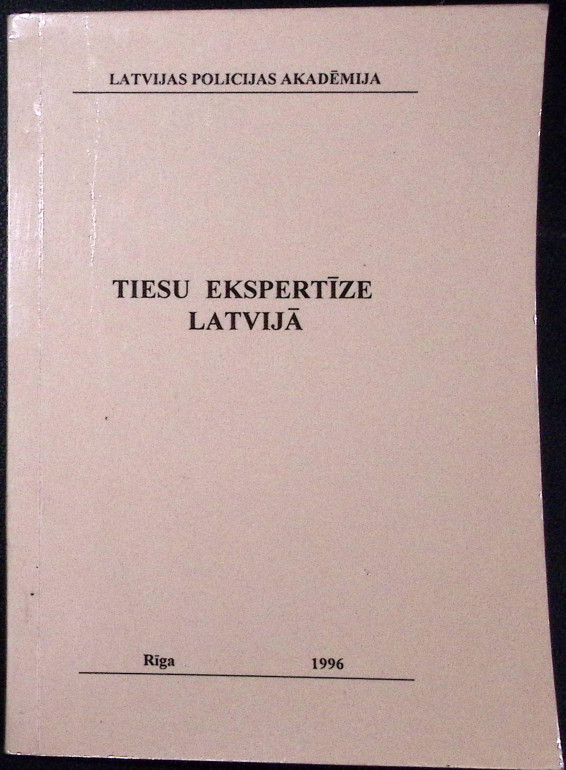 LATVIJAS POLICIJAS AKADĒMIJA
TIESU EKSPERTĪZE
LATVIJĀ
Rīga 1996